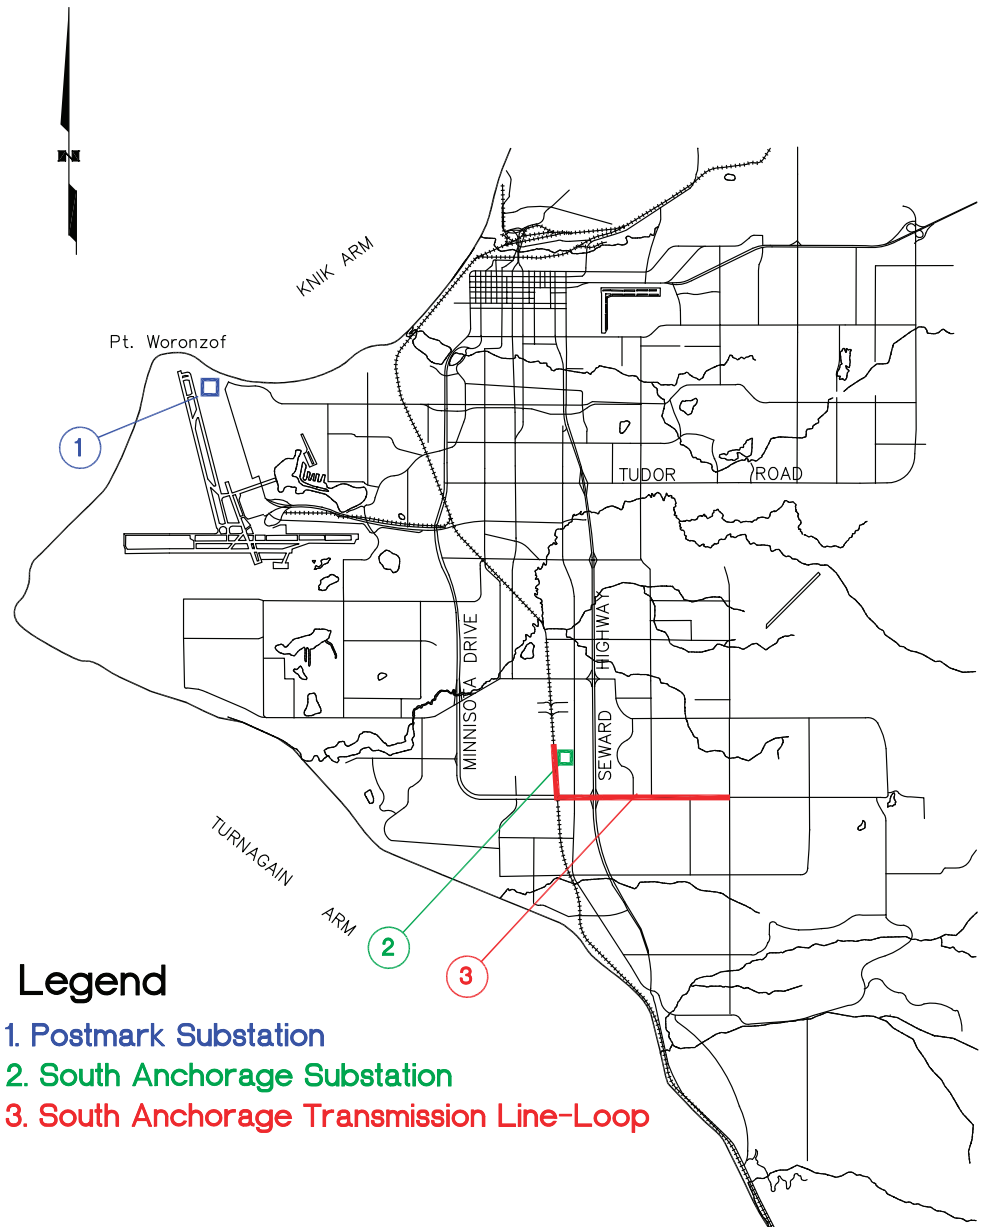 N
KNIK ARM
Pt. Woronzof
1
TUDOR ROAD
MINNISOTA DRIVE
SEWARD HIGHWAY
TURNAGAIN ARM
2
3
Legend
1. Postmark Substation
2. South Anchorage Substation
3. South Anchorage Transmission Line-Loop